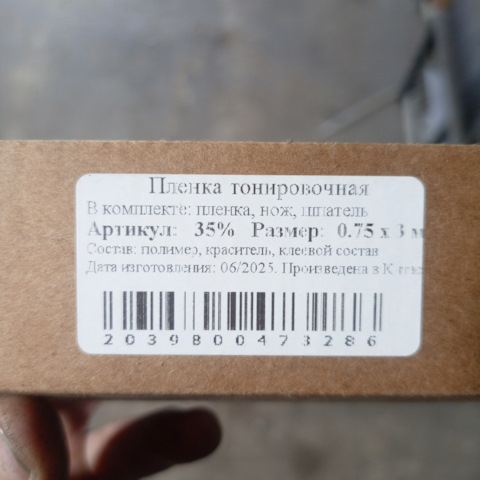 Пленка тонировочная
В комплекте: пленка, нож, шпатель
Артикул: 35% Размер: 0.75 х 3 м
Состав: полимер, краситель, клеевой состав
Дата изготовления: 06/2025. Произведена в
2039800473286